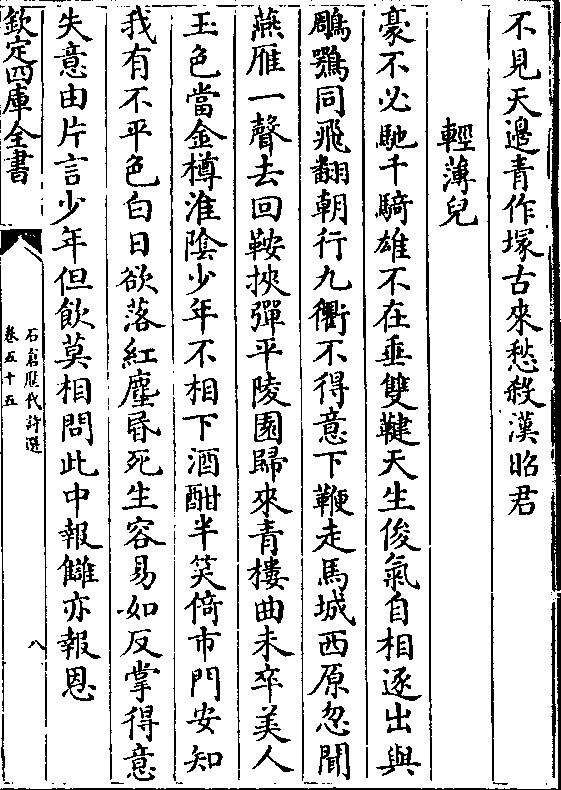 不見天邉青作塚古來愁殺漢昭君
輕薄兒
豪不必馳千騎雄不在垂雙鞬天生俊氣自相逐出與
鵰鶚同飛翻朝行九衢不得意下鞭走馬城西原忽聞
燕雁一聲去回鞍挾彈平陵園歸來青樓曲未卒美人
玉色當金樽淮陰少年不相下酒酣半笑倚市門安知
我有不平色白日欲落紅塵昏死生容易如反掌得意
失意由片言少年但飲莫相問此中報讎亦報恩
欽定四庫全書
石倉歷代詩選
卷五十五
八